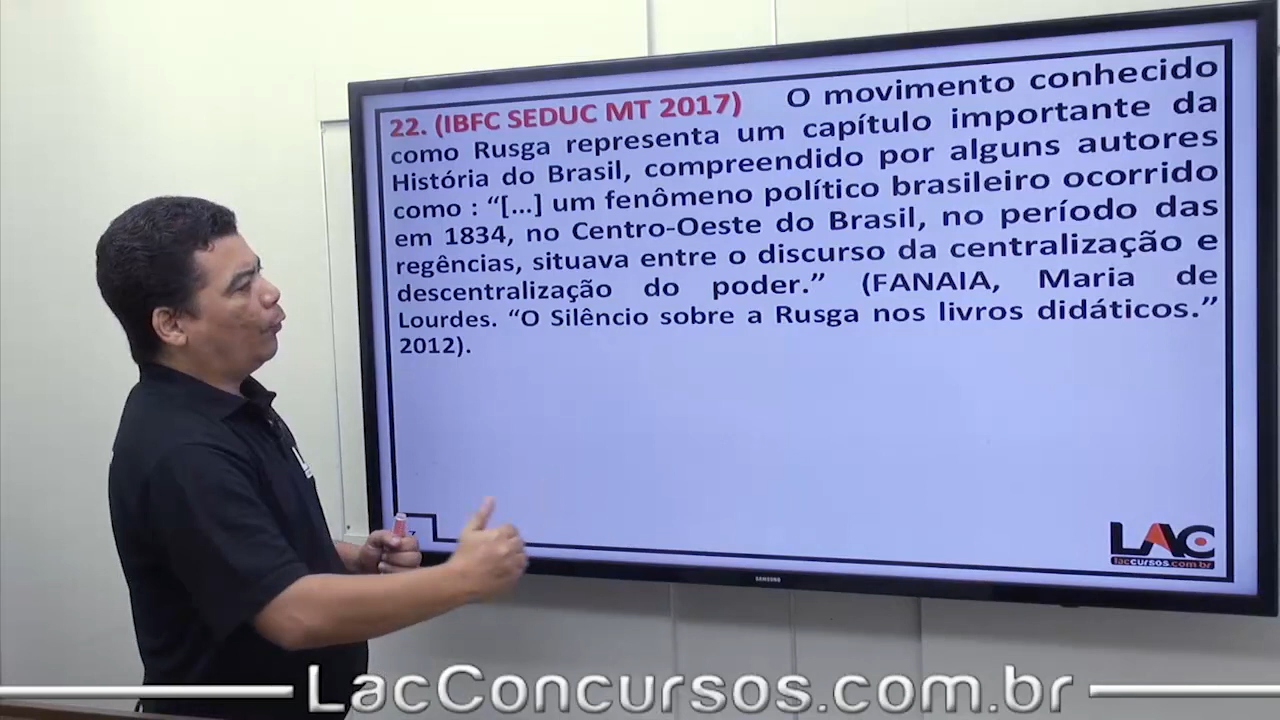 22. (IBFC SEDUC MT 2017) O movimento conhecido
como Rusga representa um capítulo importante da
História do Brasil, compreendido por alguns autores
como : “[...] um fenômeno político brasileiro ocorrido
em 1834, no Centro-Oeste do Brasil, no período das
regências, situava entre o discurso da centralização e
descentralização do poder.” (FANAIA, Maria de
Lourdes. “O Silêncio sobre a Rusga nos livros didáticos.”
2012).
LAC
laccursos.com.br
SAMSUNG
LacConcursos.com.br